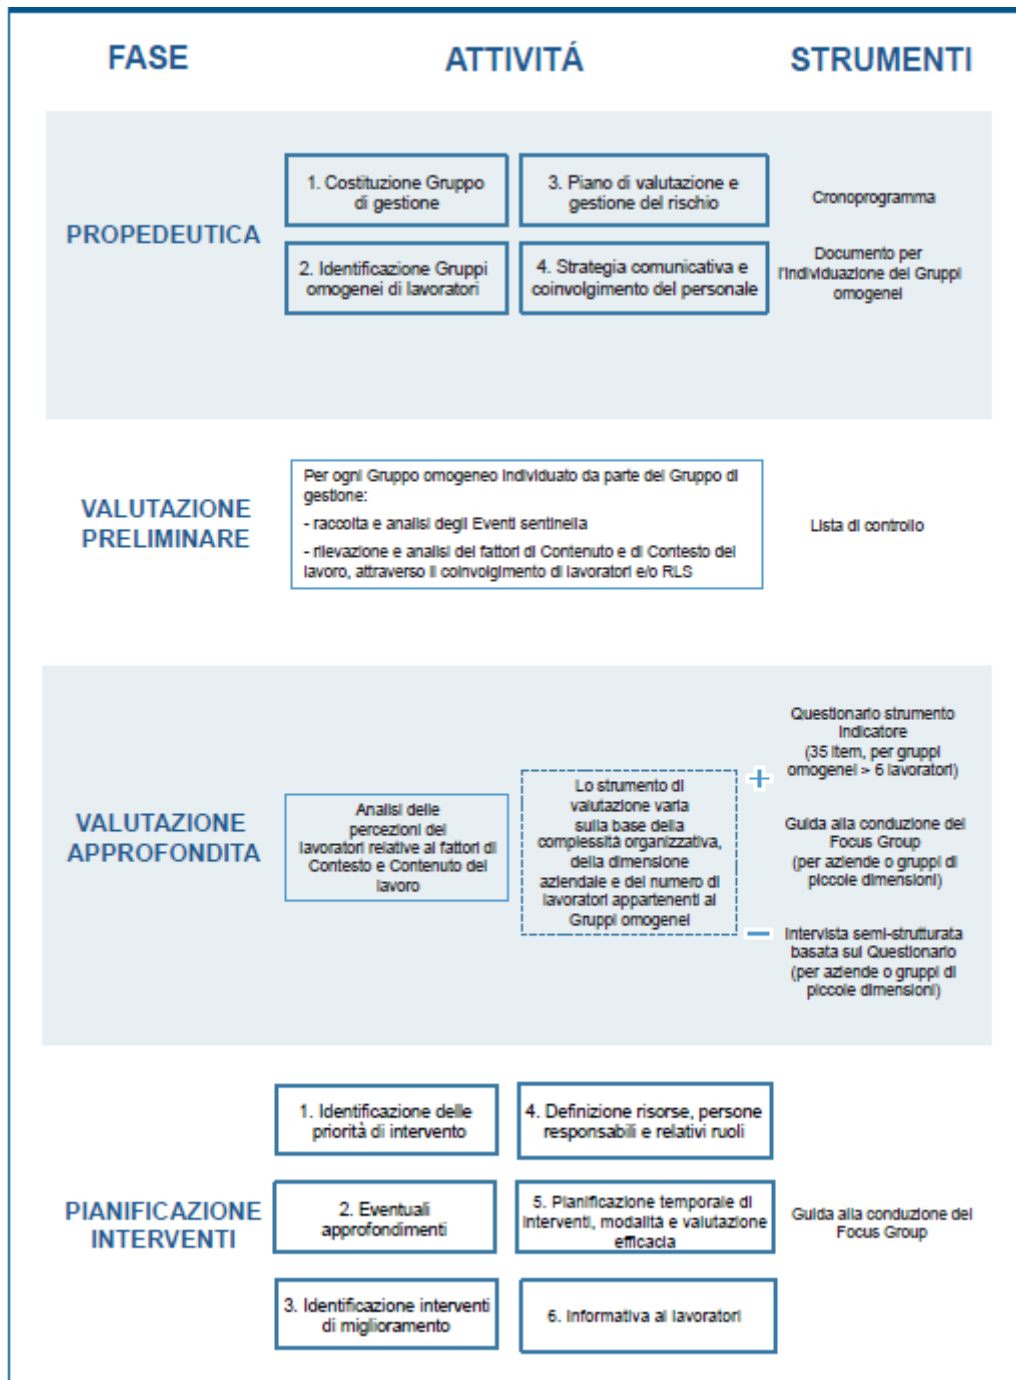 FASE
ATTIVITÁ
STRUMENTI
PROPEDEUTICA
1. Costituzione Gruppo
di gestione
3. Piano di valutazione e
gestione del rischio
2. Identificazione Gruppi
omogenei di lavoratori
4. Strategia comunicativa e
coinvolgimento del personale
Cronoprogramma
Documento per
l'individuazione dei Gruppi
omogenei
VALUTAZIONE
PRELIMINARE
Per ogni Gruppo omogeneo individuato da parte del Gruppo di
gestione:
- raccolta e analisi degli Eventi sentinella
- rilevazione e analisi dei fattori di Contenuto e di Contesto del
lavoro, attraverso il coinvolgimento di lavoratori e/o RLS
Lista di controllo
VALUTAZIONE
APPROFONDITA
Analisi delle
percezioni dei
lavoratori relative ai fattori di
Contesto e Contenuto del
lavoro
Lo strumento di
valutazione varia
sulla base della
complessità organizzativa,
della dimensione
aziendale e del numero di
lavoratori appartenenti ai
Gruppi omogenei
+
Questionario strumento
indicatore
(35 item, per gruppi
omogenei > 6 lavoratori)
Guida alla conduzione dei
Focus Group
(per aziende o gruppi di
piccole dimensioni)
–
Intervista semi-strutturata
basata sul Questionario
(per aziende o gruppi di
piccole dimensioni)
PIANIFICAZIONE
INTERVENTI
1. Identificazione delle
priorità di intervento
4. Definizione risorse, persone
responsabili e relativi ruoli
2. Eventuali
approfondimenti
5. Pianificazione temporale di
interventi, modalità e valutazione
efficacia
3. Identificazione interventi
di miglioramento
6. Informativa ai lavoratori
Guida alla conduzione dei
Focus Group